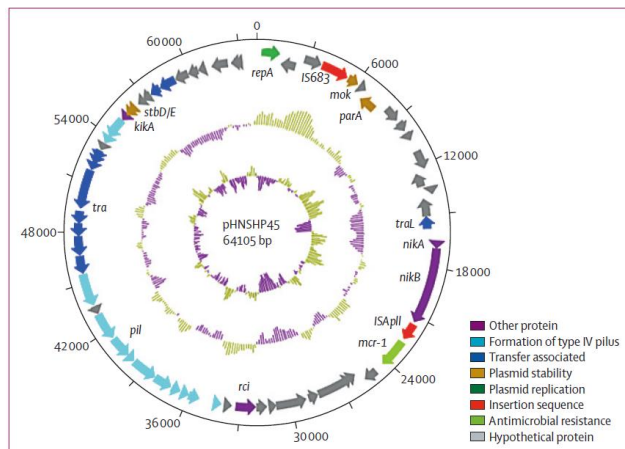 0
60000
6000
repA
IS683
mok
parA
stbD/E
kikA
54000
12000
tra
traL
nikA
pHNSHP45
64105 bp
48000
nikB
18000
ISApII
mcr-1
pil
42000
24000
rci
36000
30000
Other protein
Formation of type IV pilus
Transfer associated
Plasmid stability
Plasmid replication
Insertion sequence
Antimicrobial resistance
Hypothetical protein